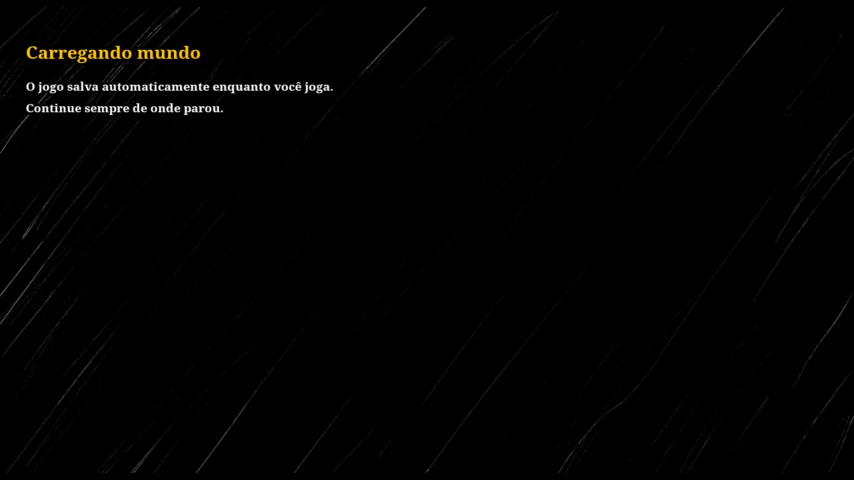 Carregando mundo
O jogo salva automaticamente enquanto você joga.
Continue sempre de onde parou.